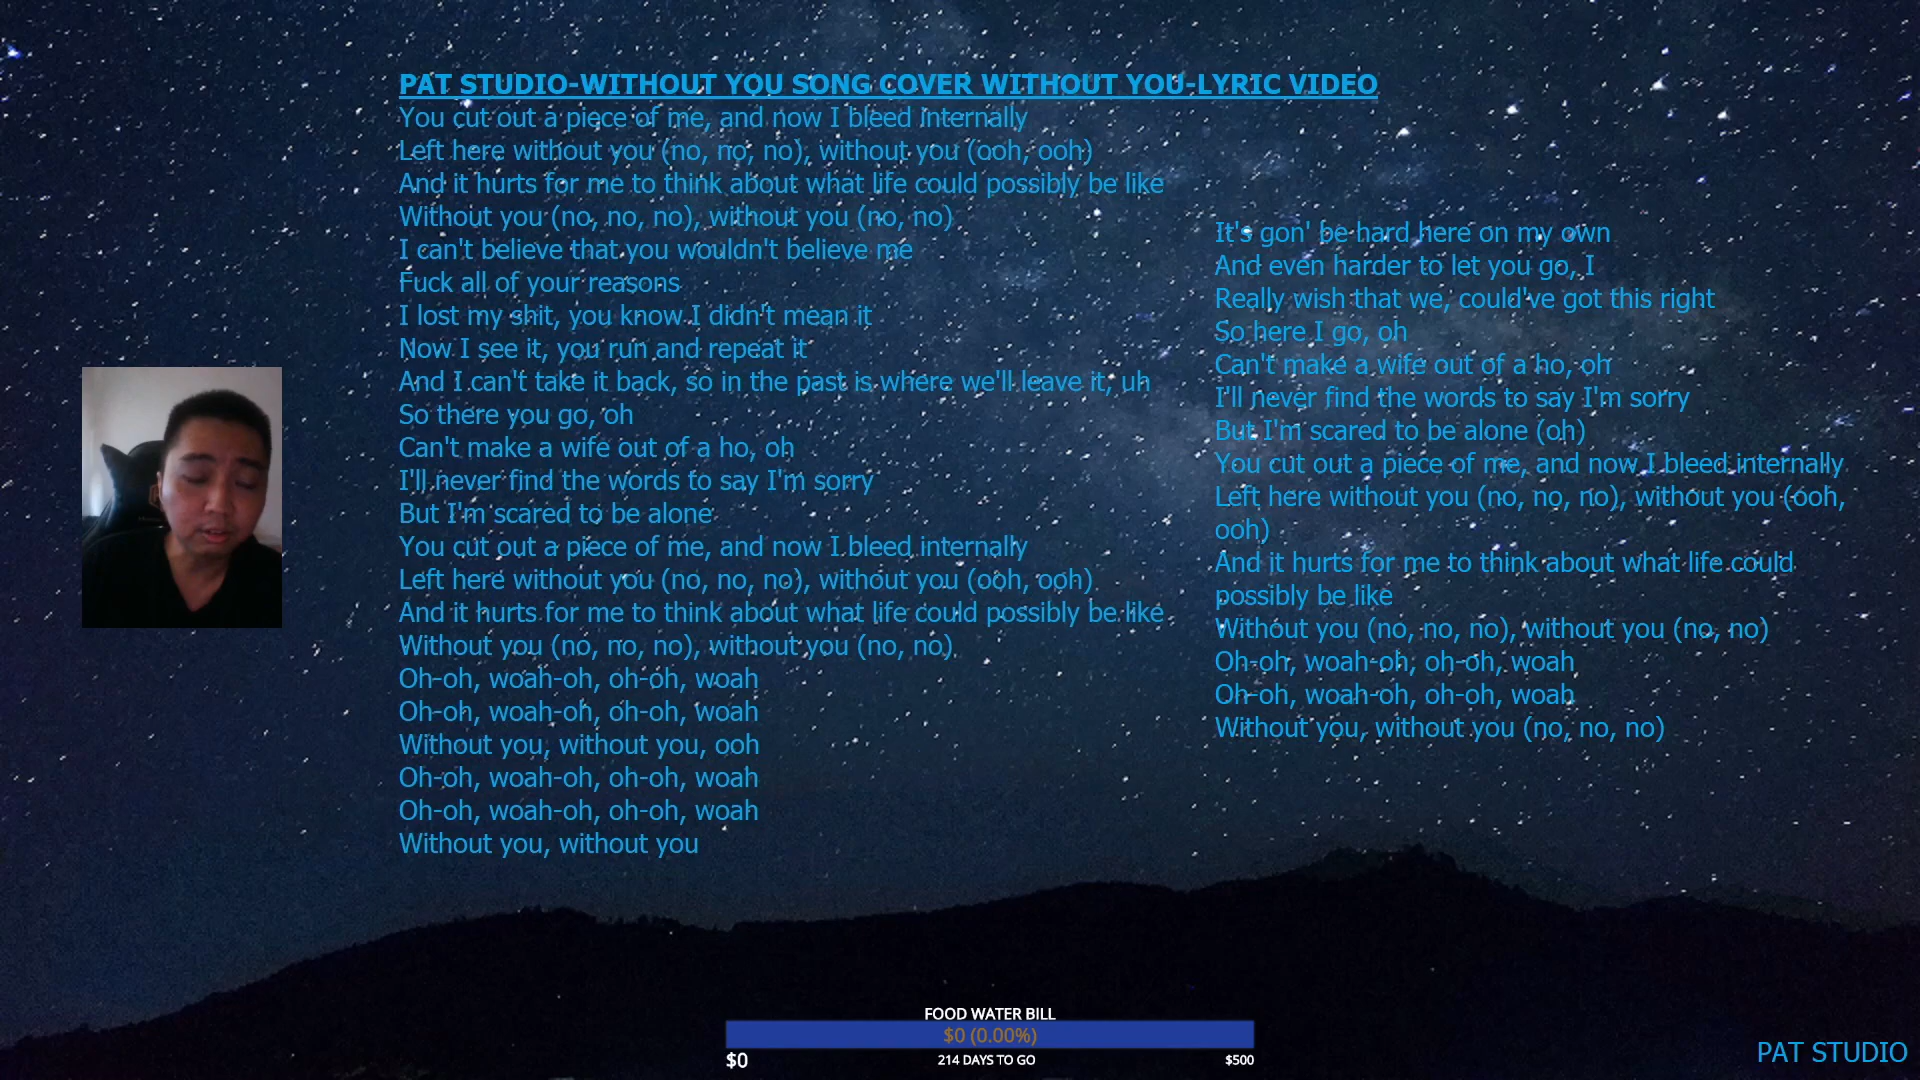 PAT STUDIO-WITHOUT YOU SONG COVER WITHOUT YOU-LYRIC VIDEO
You cut out a piece of me, and now I bleed internally
Left here without you (no, no, no), without you (ooh, ooh)
And it hurts for me to think about what life could possibly be like
Without you (no, no, no), without you (no, no)
I can't believe that you wouldn't believe me
Fuck all of your reasons
I lost my shit, you know I didn't mean it
Now I see it, you run and repeat it
And I can't take it back, so in the past is where we'll leave it, uh
So there you go, oh
Can't make a wife out of a ho, oh
I'll never find the words to say I'm sorry
But I'm scared to be alone
You cut out a piece of me, and now I bleed internally
Left here without you (no, no, no), without you (ooh, ooh)
And it hurts for me to think about what life could possibly be like
Without you (no, no, no), without you (no, no)
Oh-oh, woah-oh, oh-oh, woah
Oh-oh, woah-oh, oh-oh, woah
Without you, without you, ooh
Oh-oh, woah-oh, oh-oh, woah
Oh-oh, woah-oh, oh-oh, woah
Without you, without you
It's gon' be hard here on my own
And even harder to let you go, I
Really wish that we, could've got this right
So here I go, oh
Can't make a wife out of a ho, oh
I'll never find the words to say I'm sorry
But I'm scared to be alone (oh)
You cut out a piece of me, and now I bleed internally
Left here without you (no, no, no), without you (ooh,
ooh)
And it hurts for me to think about what life could
possibly be like
Without you (no, no, no), without you (no, no)
Oh-oh, woah-oh, oh-oh, woah
Oh-oh, woah-oh, oh-oh, woah
Without you, without you (no, no, no)
FOOD WATER BILL
$0 (0.00%)
$0 214 DAYS TO GO $500
PAT STUDIO